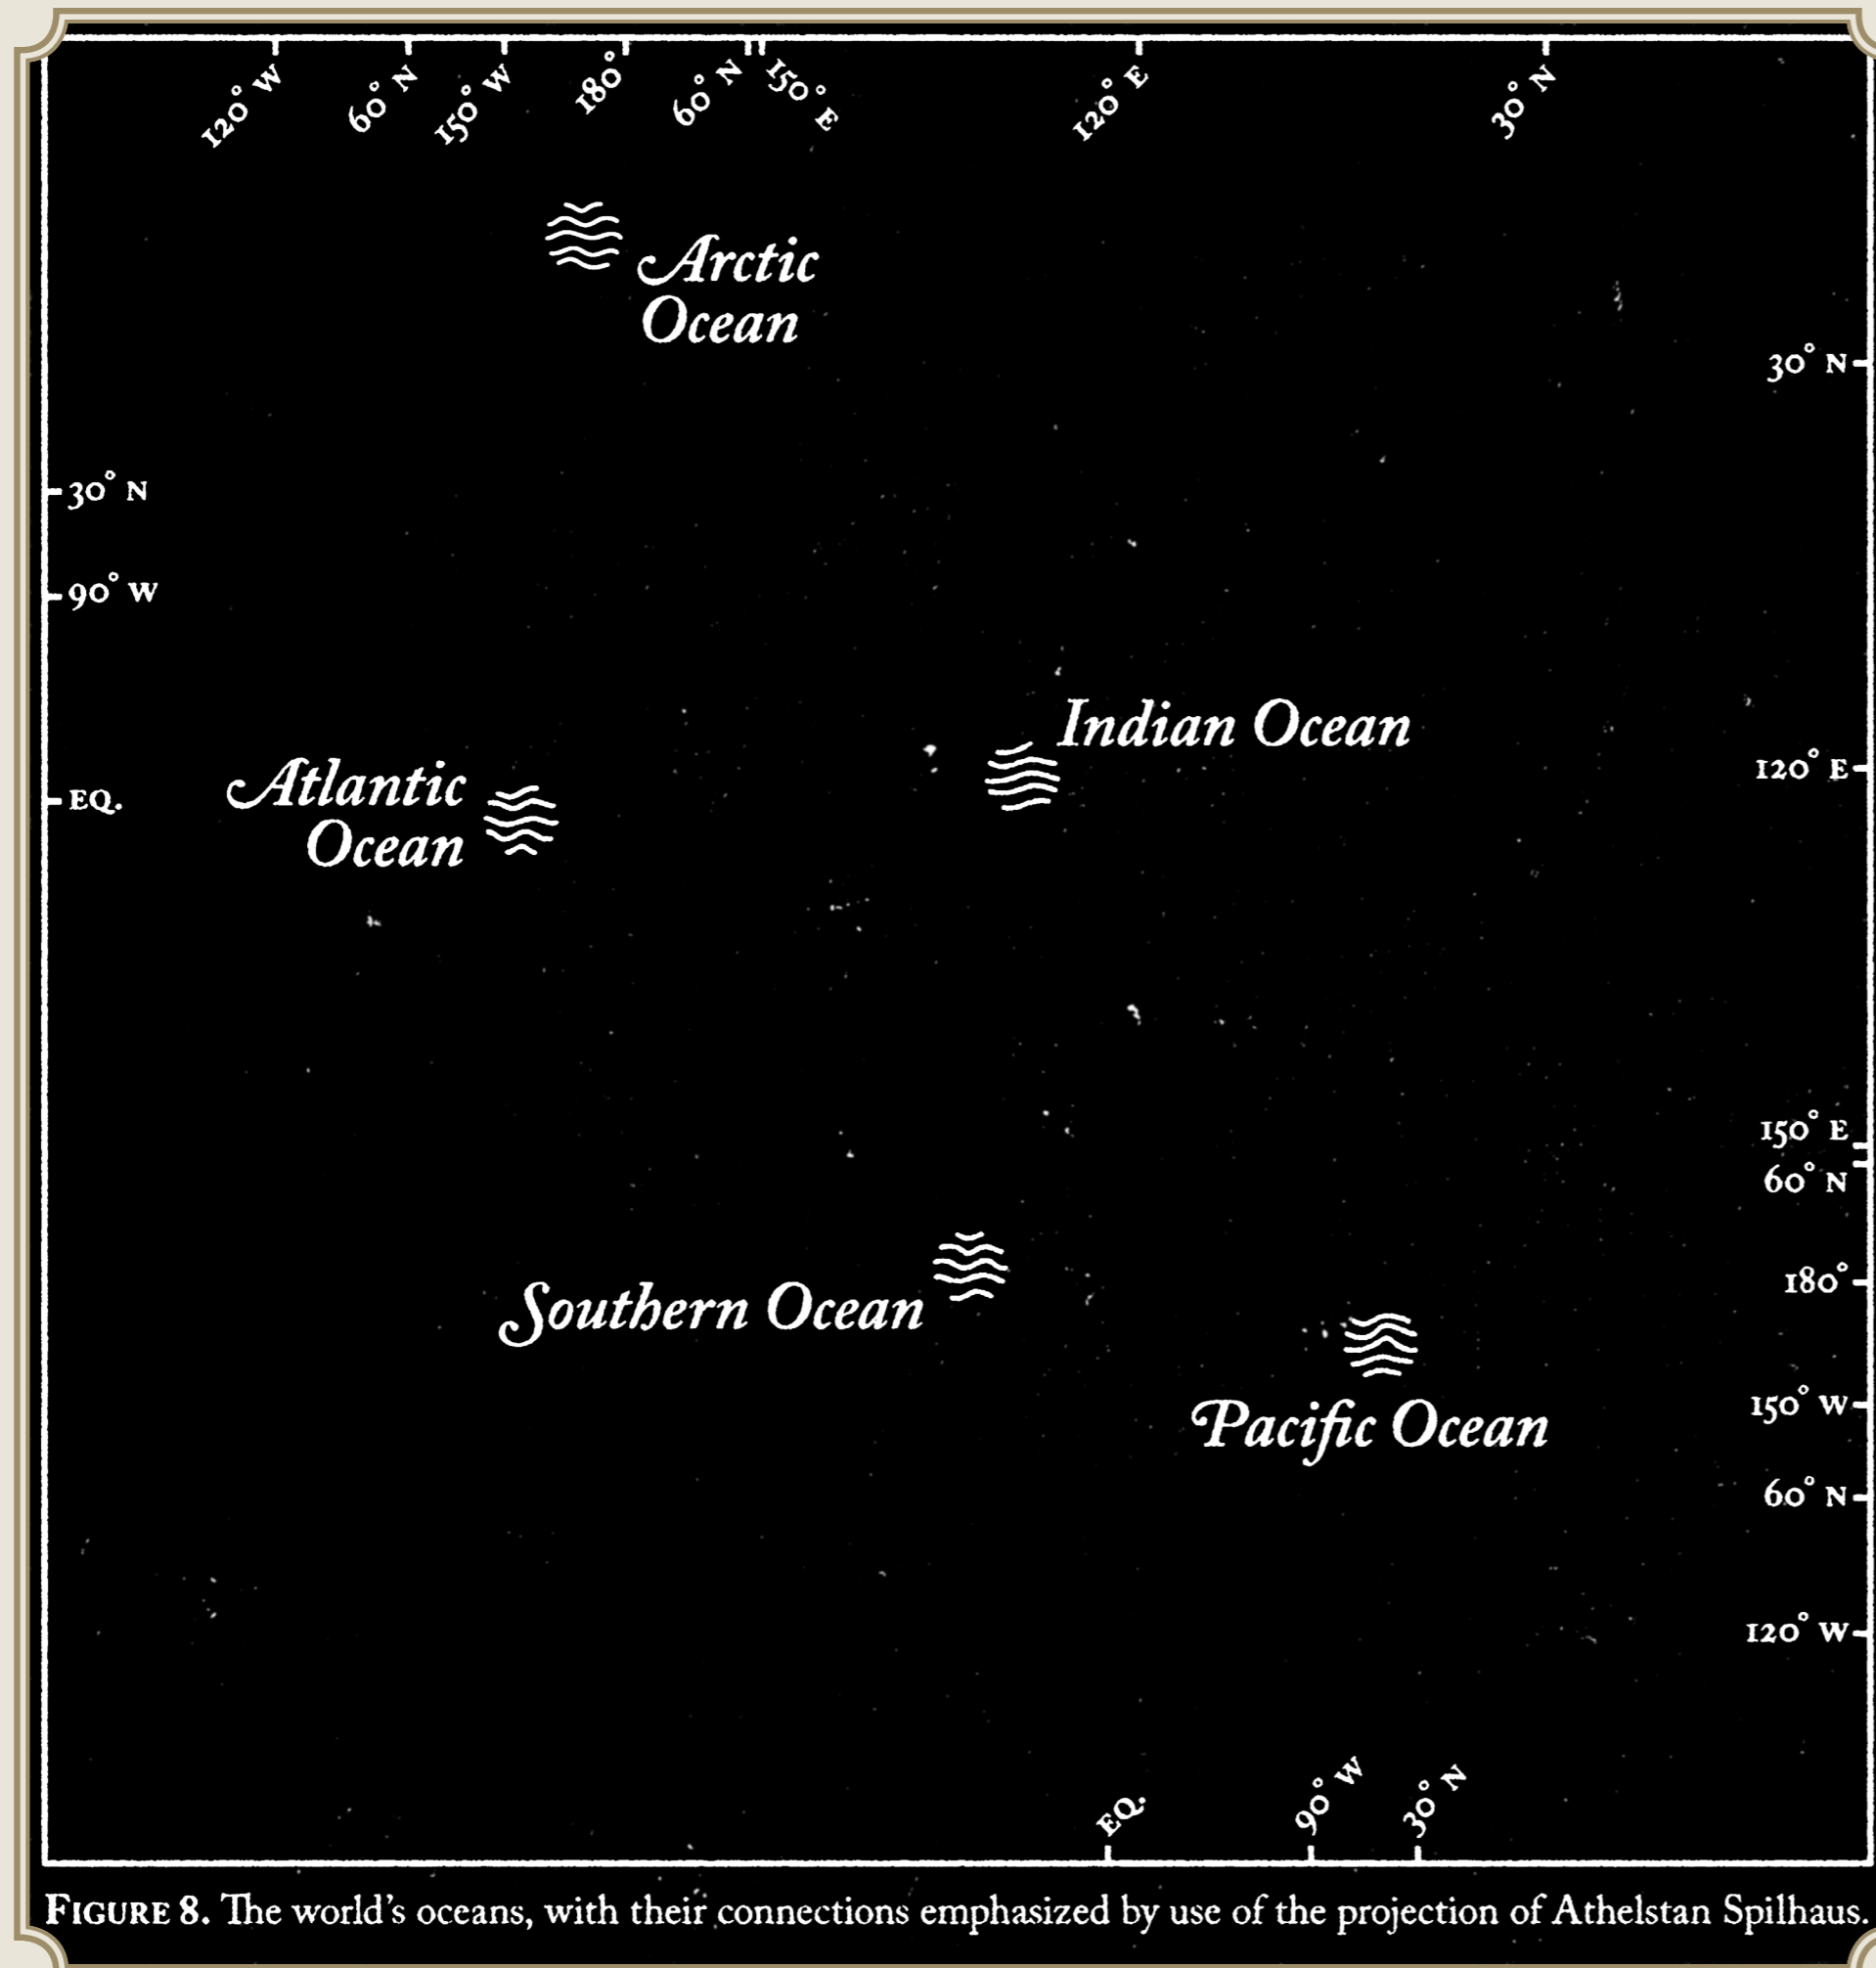 120° W
60° N
150° W
180°
60° N
150° E
120° E
30° N
Arctic
Ocean
30° N
30° N
90° W
Indian Ocean
Atlantic
Ocean
120° E
EQ.
150° E
60° N
Southern Ocean
180°
Pacific Ocean
150° W
60° N
120° W
EQ.
90° W
30° N
FIGURE 8. The world's oceans, with their connections emphasized by use of the projection of Athelstan Spilhaus.